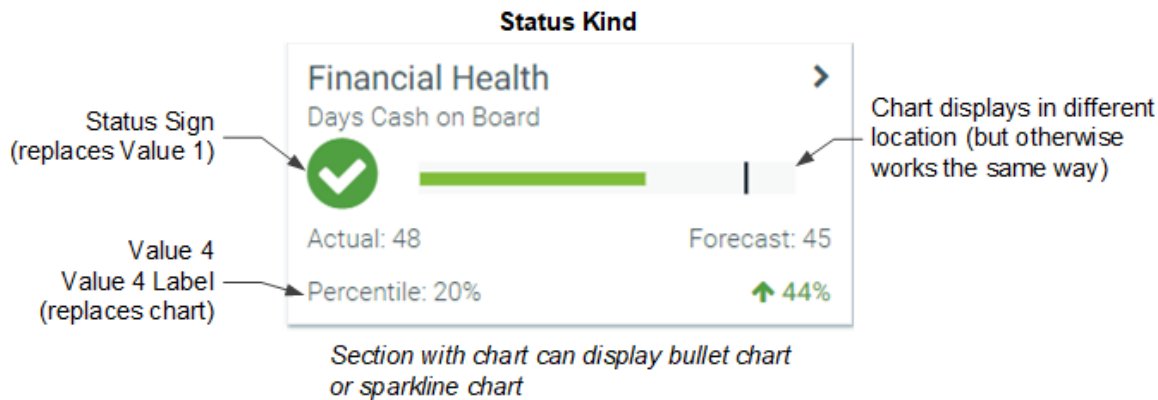 Status Kind
Financial Health
Days Cash on Board
Status Sign
(replaces Value 1)
Chart displays in different
location (but otherwise
works the same way)
Actual: 48
Forecast: 45
Value 4
Value 4 Label
(replaces chart)
Percentile: 20%
44%
Section with chart can display bullet chart
or sparkline chart